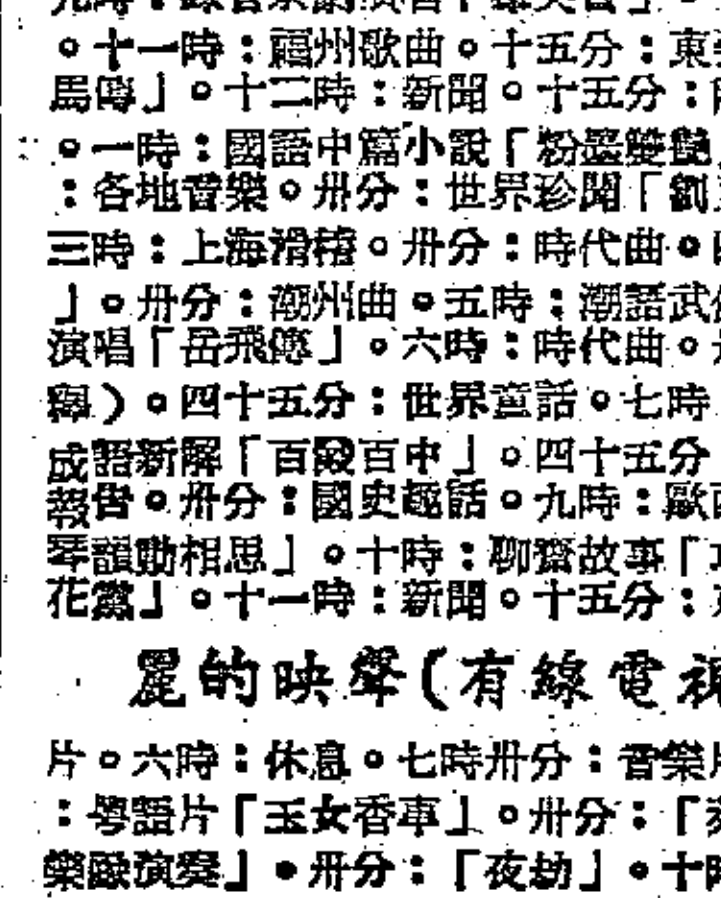 。十一時：福州歌曲。十五分：東
馬傳」。十二時：新聞。十五分：
。一時：國語中篇小說「粉墨雙艷
：各地音樂。卅分：世界珍聞「劉
三時：上海滑稽。卅分：時代曲。
」。卅分：潮州曲。五時：潮話武俠
演唱「岳飛傳」。六時：時代曲。
）。四十五分：世界童話。七時
成語新解「百發百中」。四十五分
報告。卅分：國史趣話。九時：歐西
琴韻動相思」。十時：聊齋故事「
花黨」。十一時：新聞。十五分：
麗的映聲(有線電視
片。六時：休息。七時卅分：音樂片
：粵語片「玉女香車」。卅分：「
樂隊演奏」。卅分：「夜劫」。十時